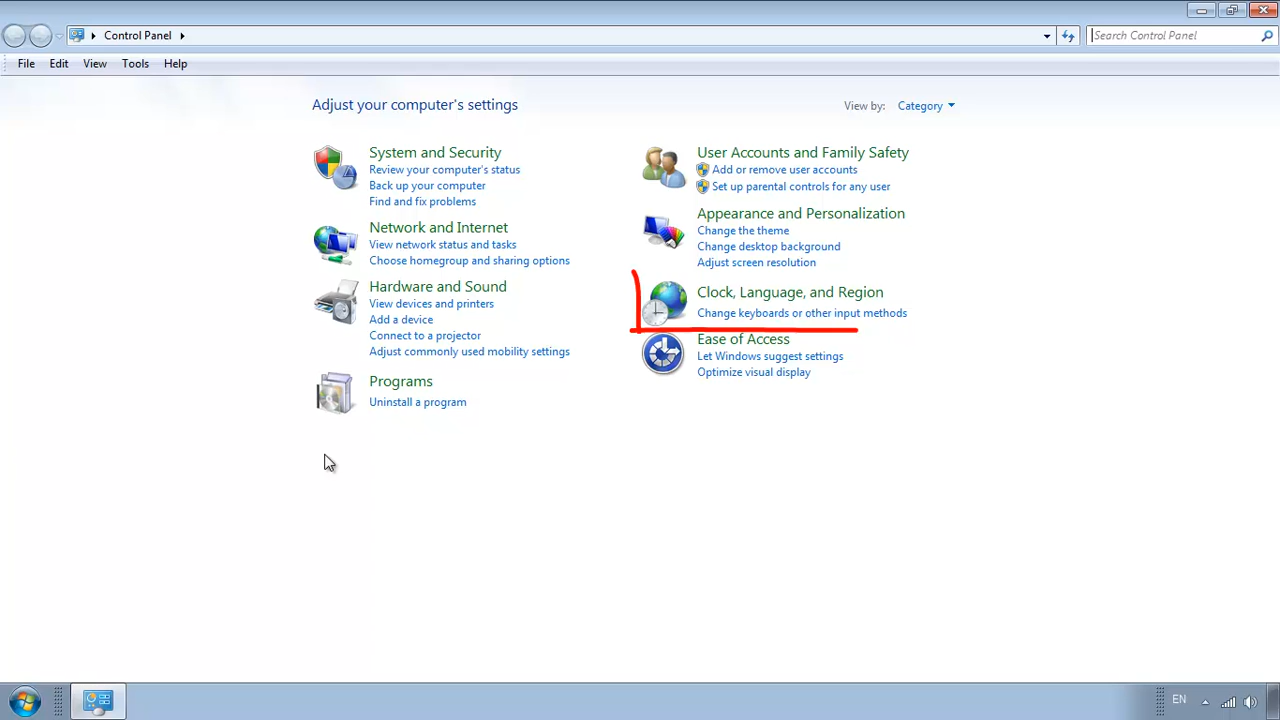 Control Panel
Search Control Panel
File Edit View Tools Help
Adjust your computer's settings
View by: Category
System and Security
Review your computer's status
Back up your computer
Find and fix problems
Network and Internet
View network status and tasks
Choose homegroup and sharing options
Hardware and Sound
View devices and printers
Add a device
Connect to a projector
Adjust commonly used mobility settings
Programs
Uninstall a program
User Accounts and Family Safety
Add or remove user accounts
Set up parental controls for any user
Appearance and Personalization
Change the theme
Change desktop background
Adjust screen resolution
Clock, Language, and Region
Change keyboards or other input methods
Ease of Access
Let Windows suggest settings
Optimize visual display
EN